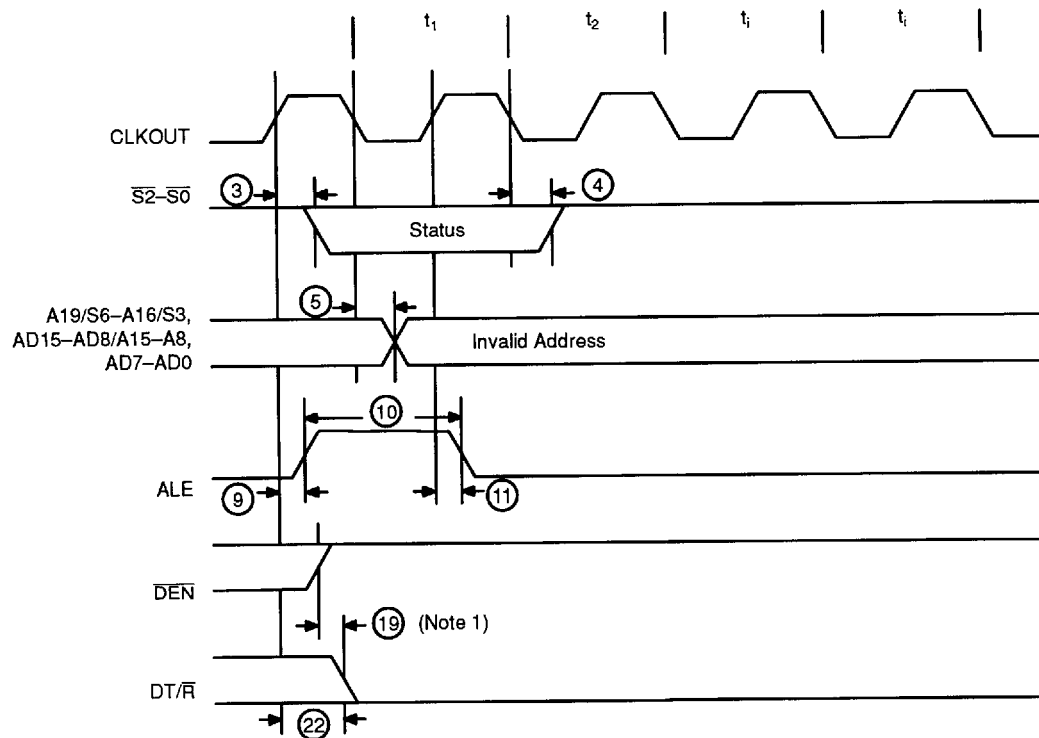 t1 t2 ti ti
CLKOUT
S2–S0
3
4
Status
5
A19/S6–A16/S3,
AD15–AD8/A15–A8,
AD7–AD0
Invalid Address
10
ALE
9
11
DEN
19 (Note 1)
DT/R
22